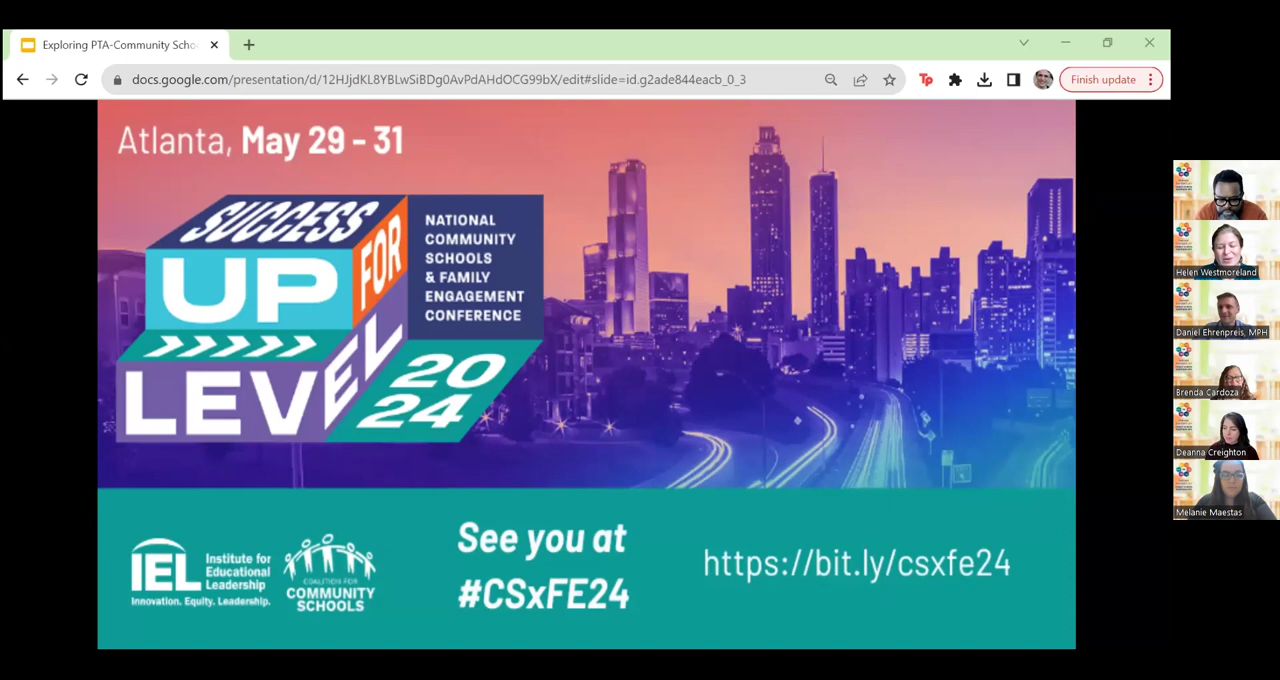 Exploring PTA-Community Scho
docs.google.com/presentation/d/12HJjdKL8YBLwSiBDg0AvPdAHdOCG99bX/edit#slide=id.g2ade844eacb_0_3
Tp
Finish update
Atlanta, May 29 - 31
SUCCESS
FOR
UP
LEVEL
2024
NATIONAL
COMMUNITY
SCHOOLS
& FAMILY
ENGAGEMENT
CONFERENCE
IEL
Institute for
Educational
Leadership
Innovation. Equity. Leadership.
COALITION FOR
COMMUNITY
SCHOOLS
See you at
#CSxFE24
https://bit.ly/csxfe24
Helen Westmoreland
Daniel Ehrenpreis, MPH
Brenda Cardoza
Deanna Creighton
Melanie Maestas